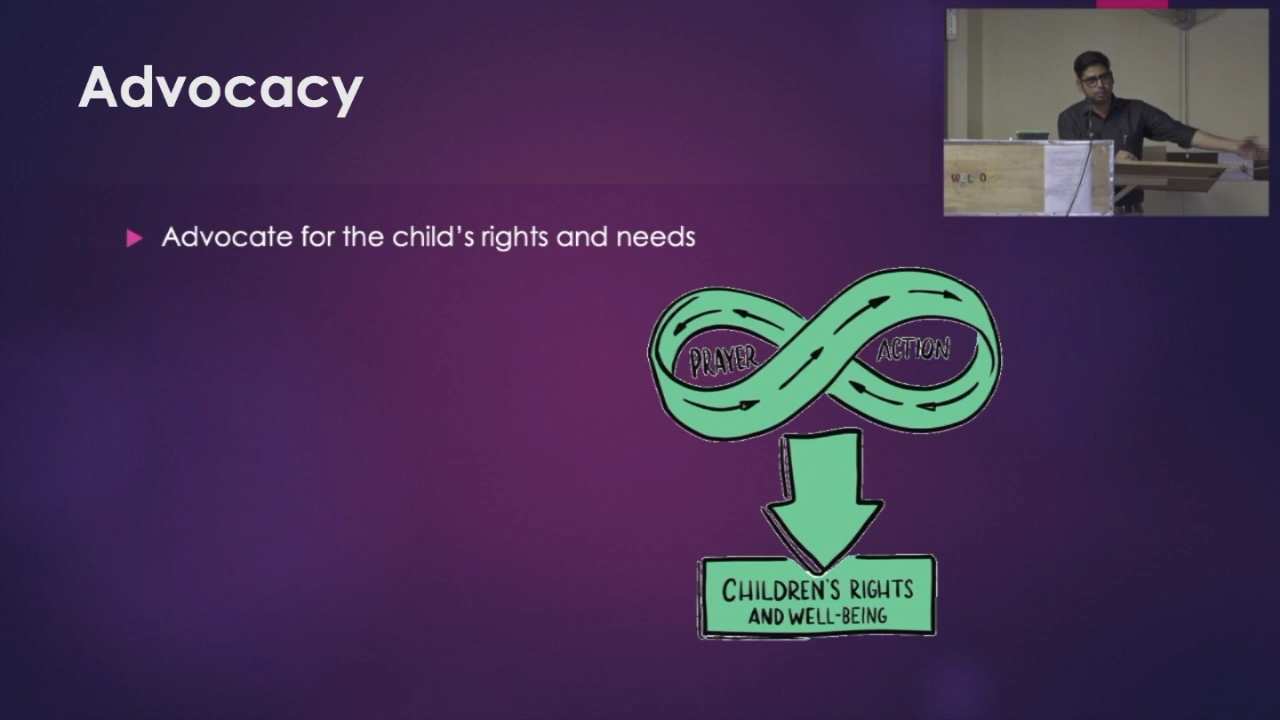 Advocacy
Advocate for the child’s rights and needs
PRAYER
ACTION
CHILDREN'S RIGHTS
AND WELL-BEING